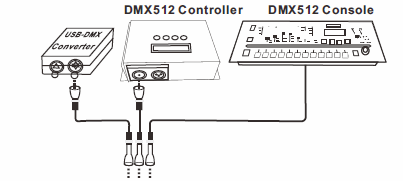 DMX512 Controller
DMX512 Console
USB-DMX
Converter